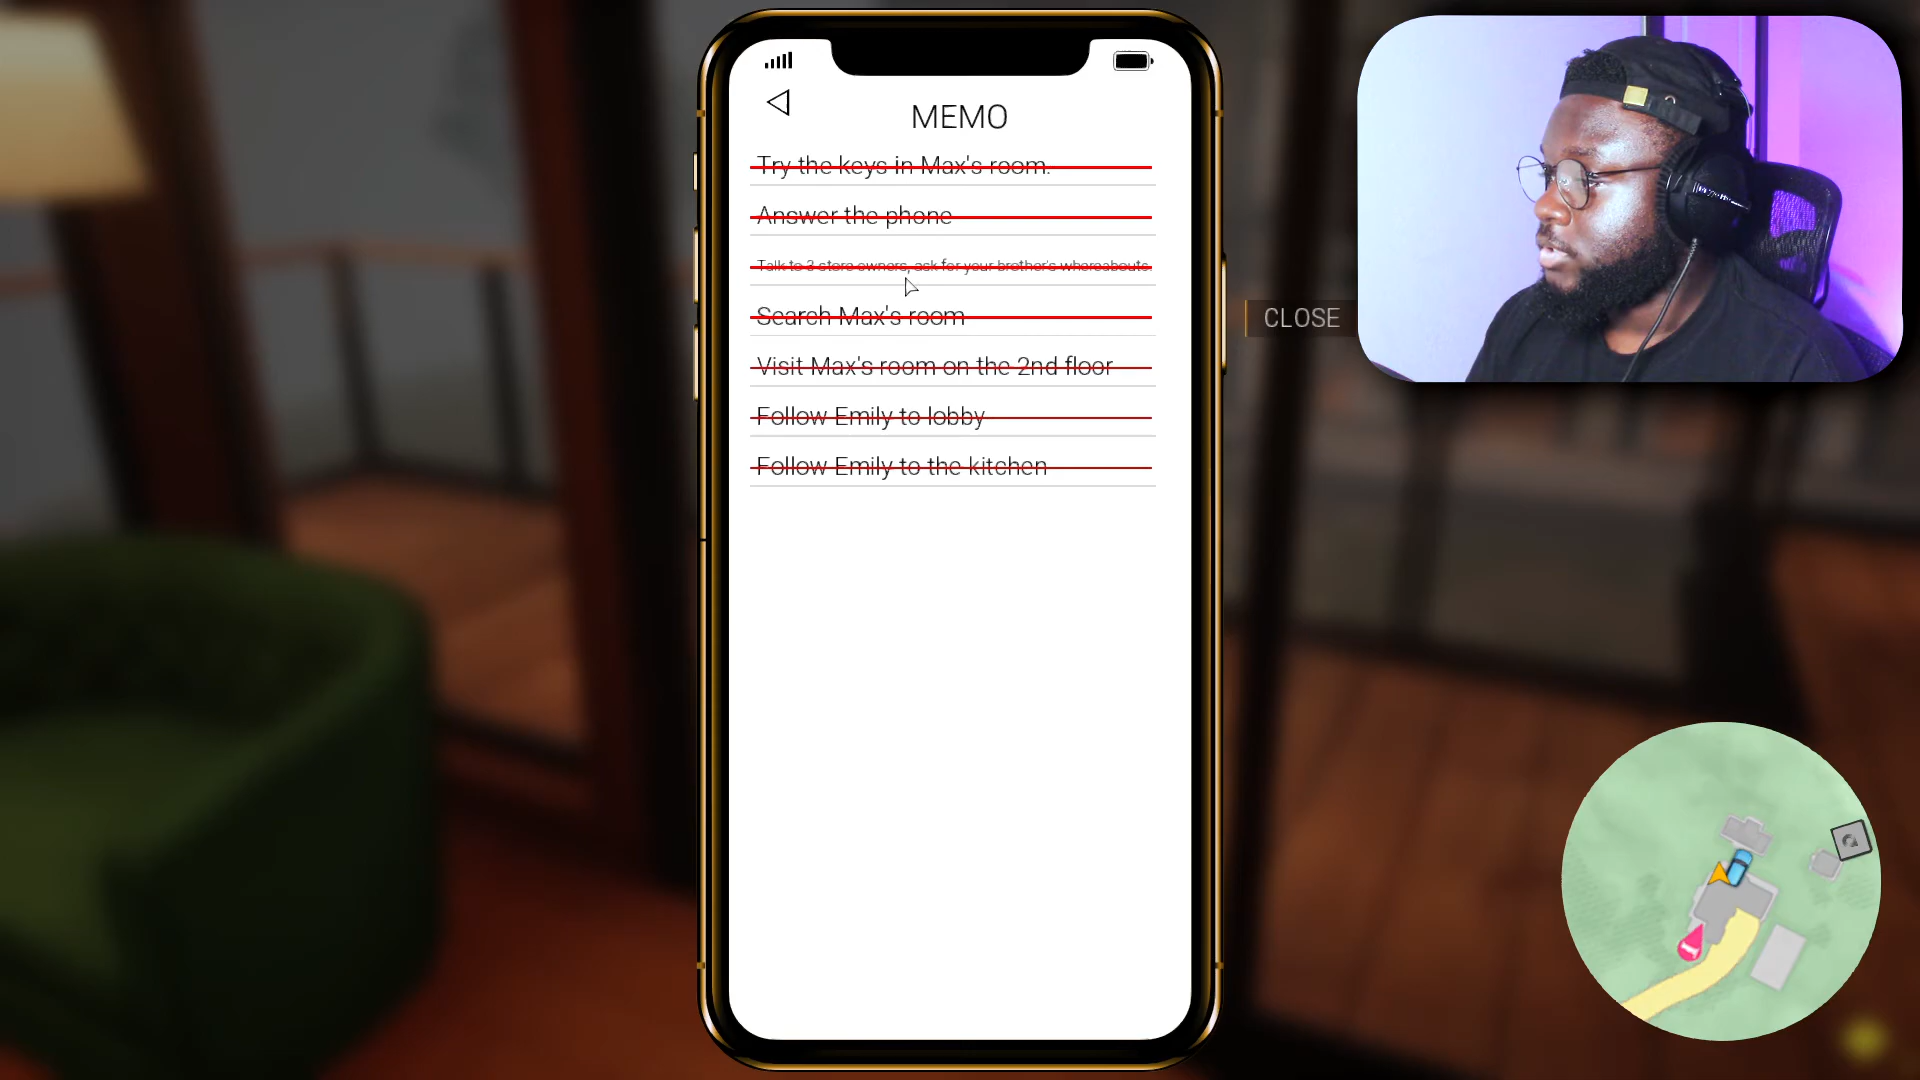 MEMO
Try the keys in Max's room.
Answer the phone
Talk to 3 store owners, ask for your brother's whereabouts.
Search Max's room
Visit Max's room on the 2nd floor
Follow Emily to lobby
Follow Emily to the kitchen
CLOSE